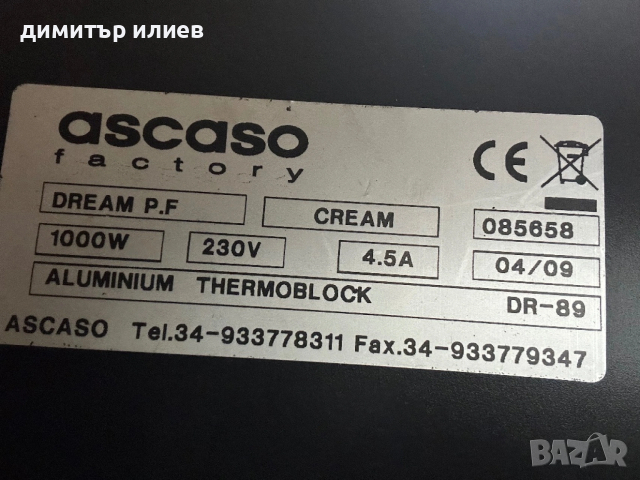 димитър илиев
ascaso
factory
CE
DREAM P.F CREAM 085658
1000W 230V 4.5A 04/09
ALUMINIUM THERMOBLOCK DR-89
ASCASO Tel.34-933778311 Fax.34-933779347
BAZAR